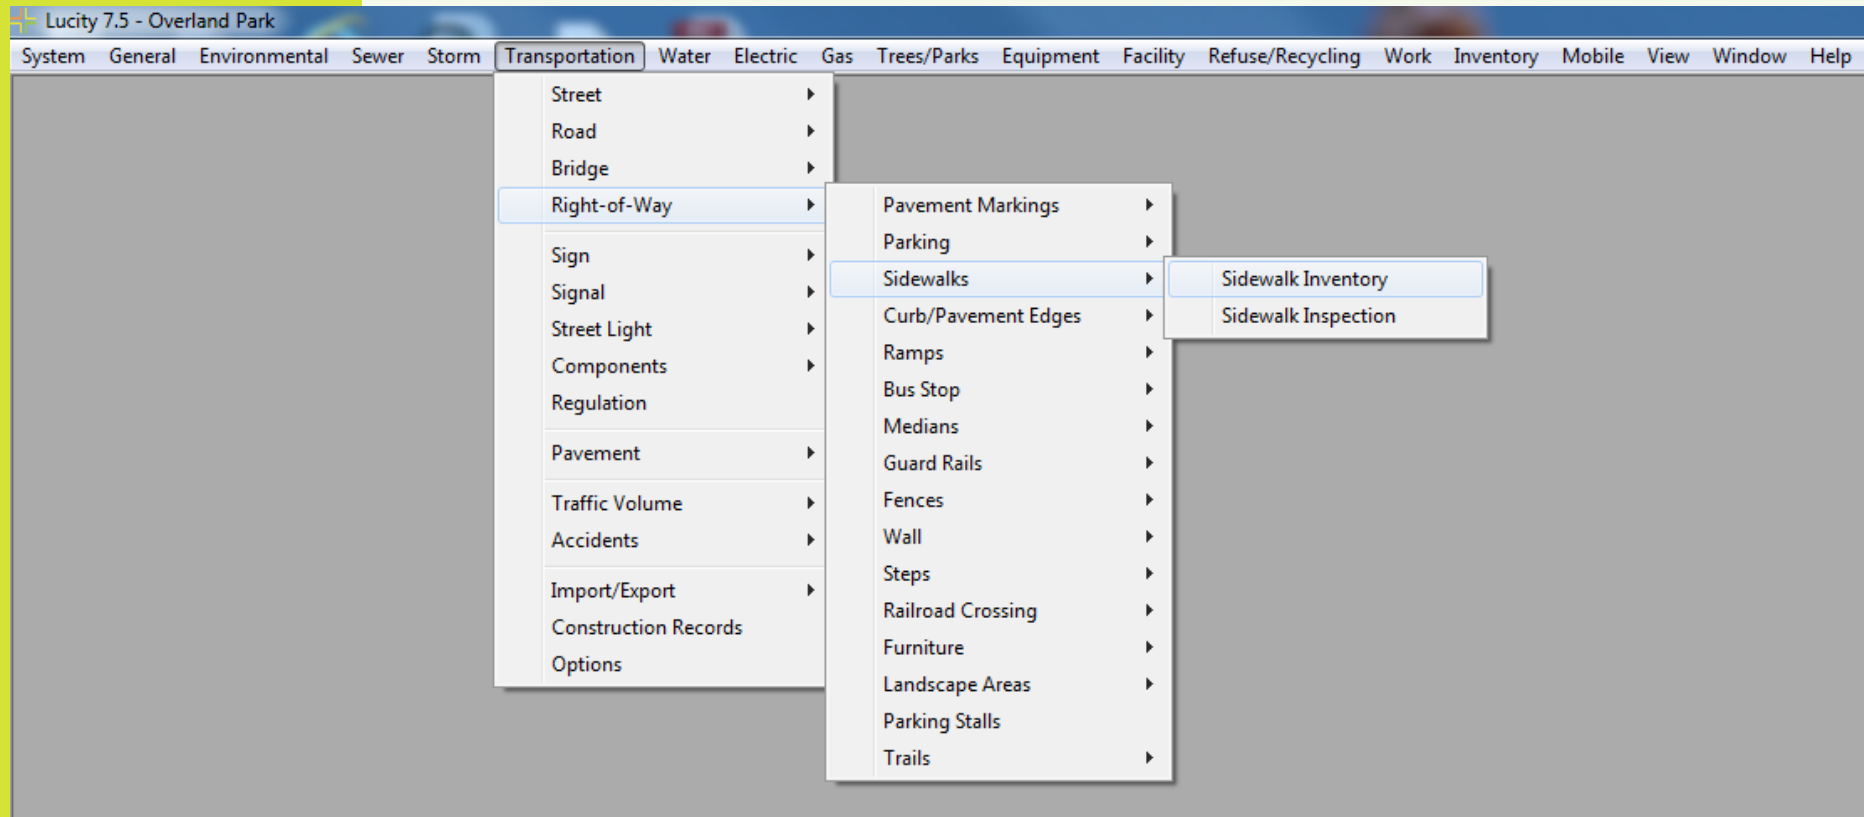 Lucity 7.5 - Overland Park
System General Environmental Sewer Storm Transportation Water Electric Gas Trees/Parks Equipment Facility Refuse/Recycling Work Inventory Mobile View Window Help
Street
Road
Bridge
Right-of-Way
Sign
Signal
Street Light
Components
Regulation
Pavement
Traffic Volume
Accidents
Import/Export
Construction Records
Options
Pavement Markings
Parking
Sidewalks
Curb/Pavement Edges
Ramps
Bus Stop
Medians
Guard Rails
Fences
Wall
Steps
Railroad Crossing
Furniture
Landscape Areas
Parking Stalls
Trails
Sidewalk Inventory
Sidewalk Inspection